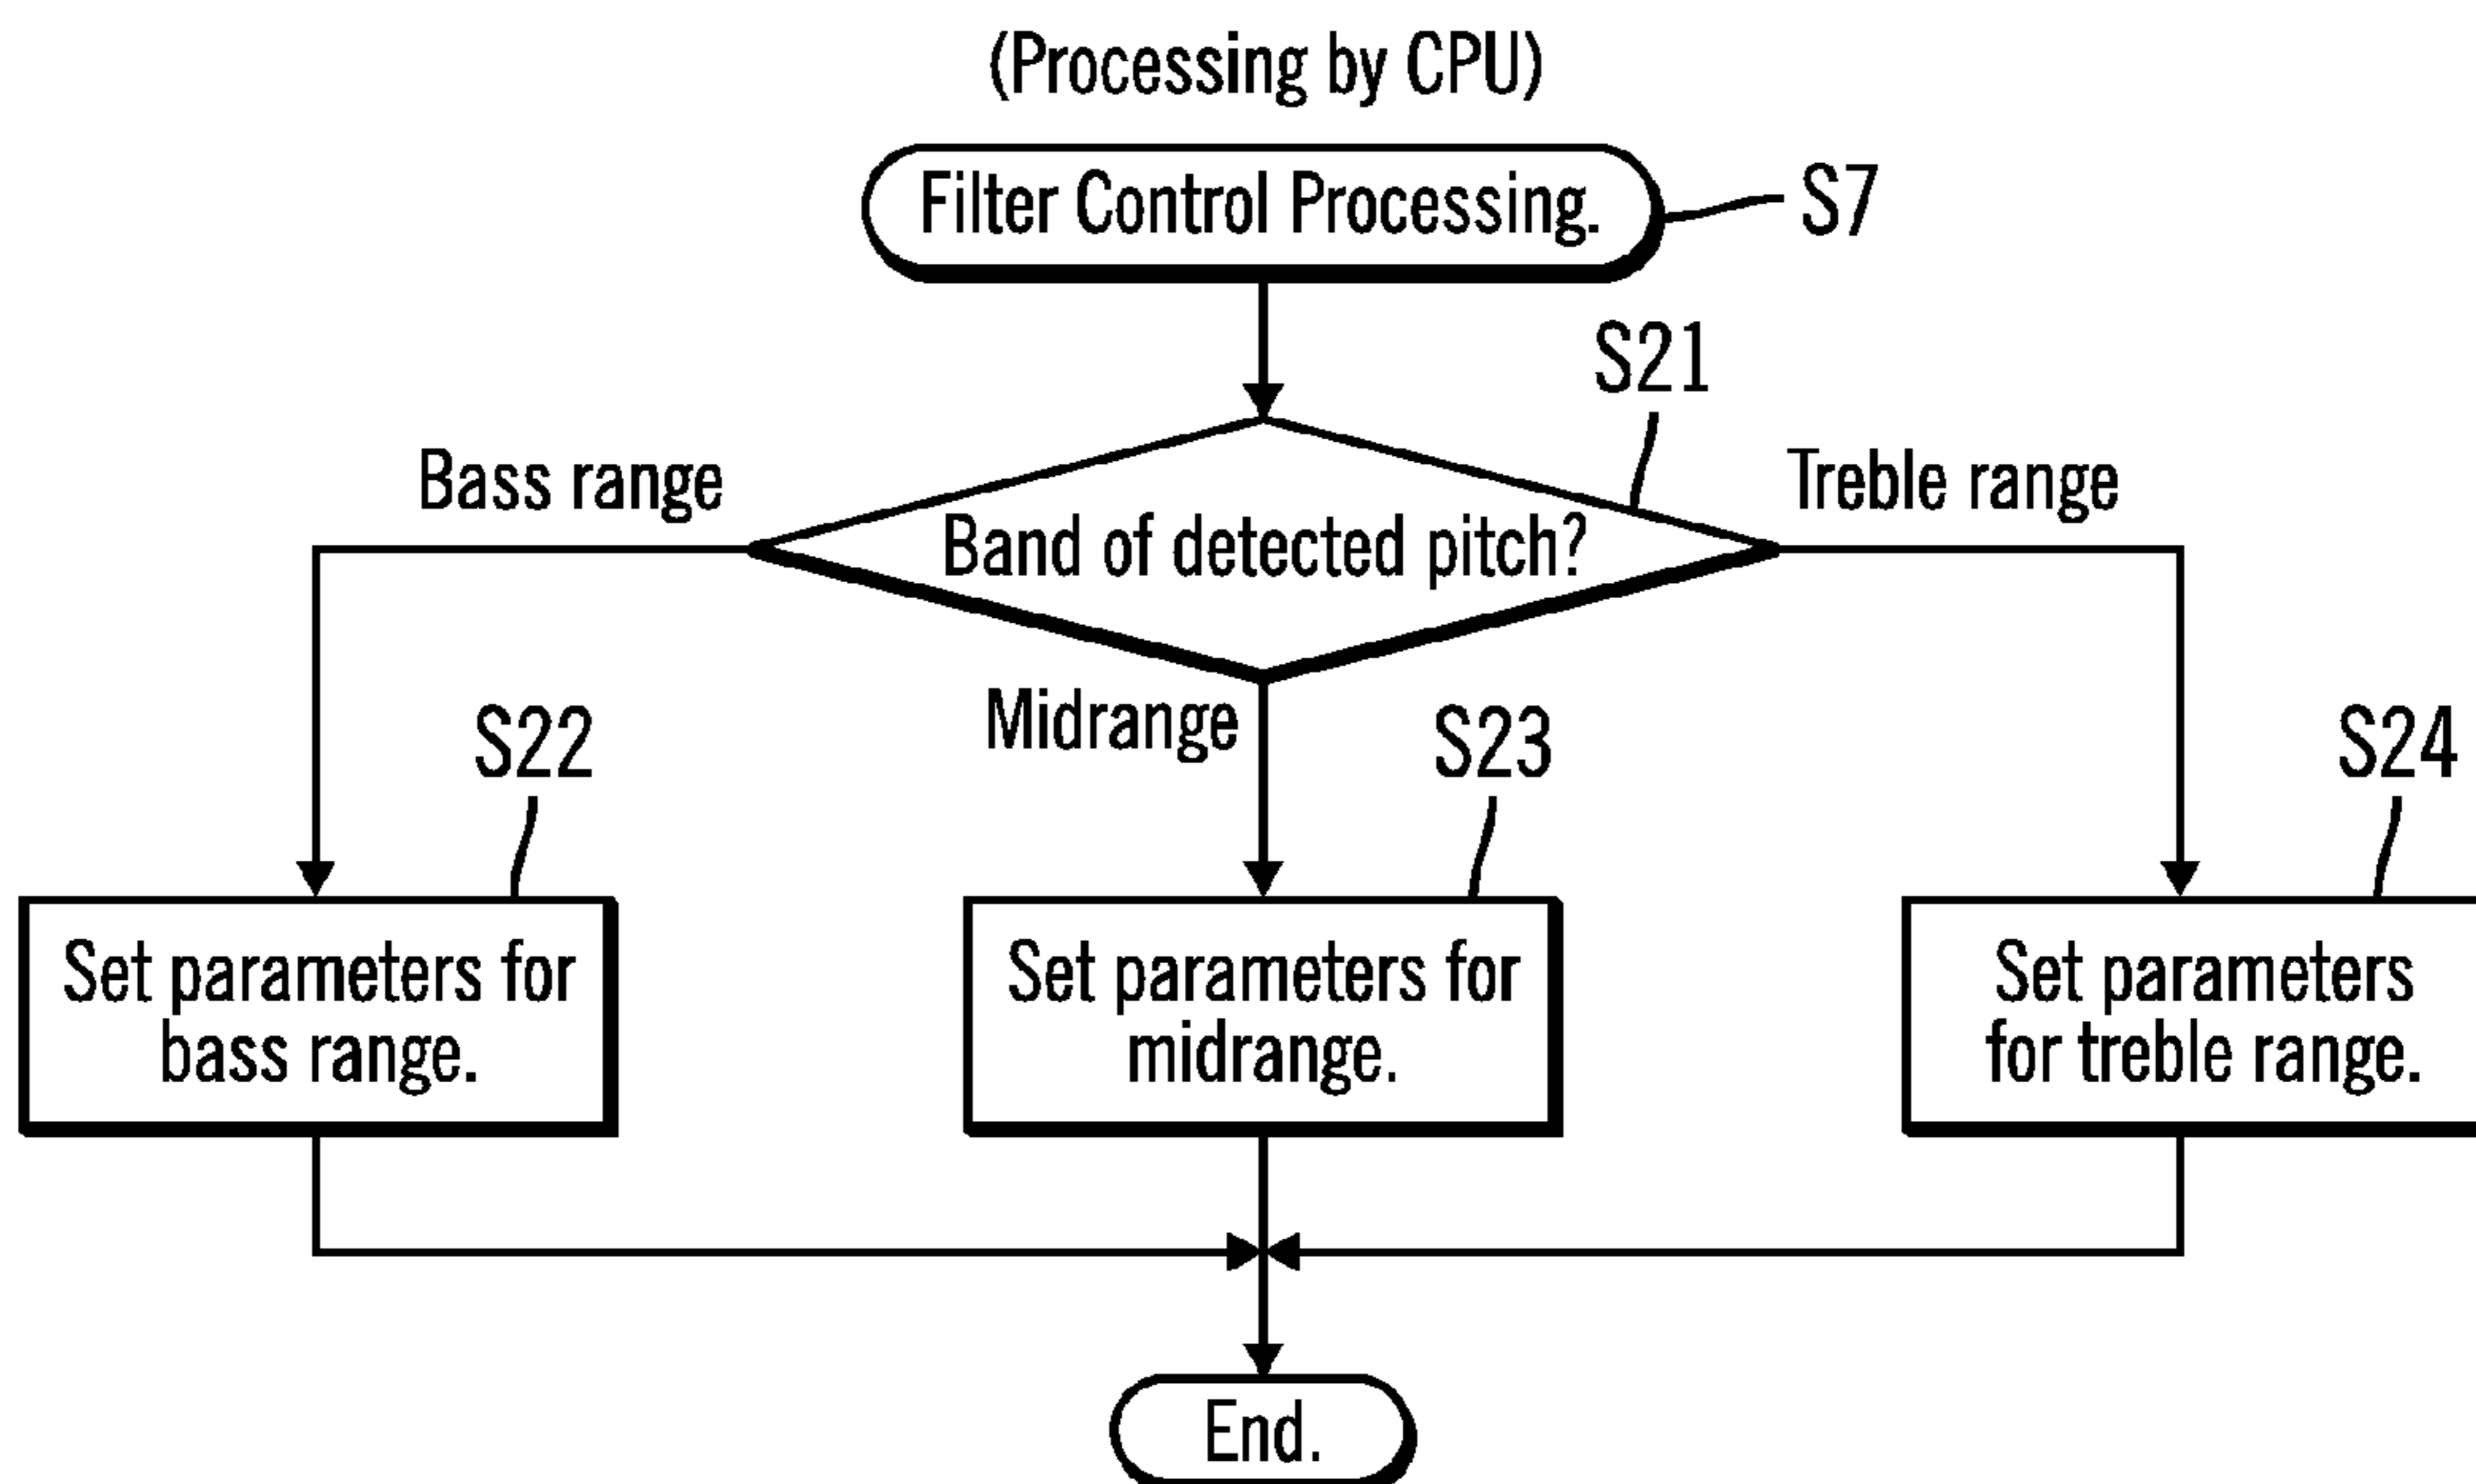 (Processing by CPU)
Filter Control Processing.
S7
S21
Bass range
Treble range
Band of detected pitch?
Midrange
S22
S23
S24
Set parameters for
bass range.
Set parameters for
midrange.
Set parameters
for treble range.
End.